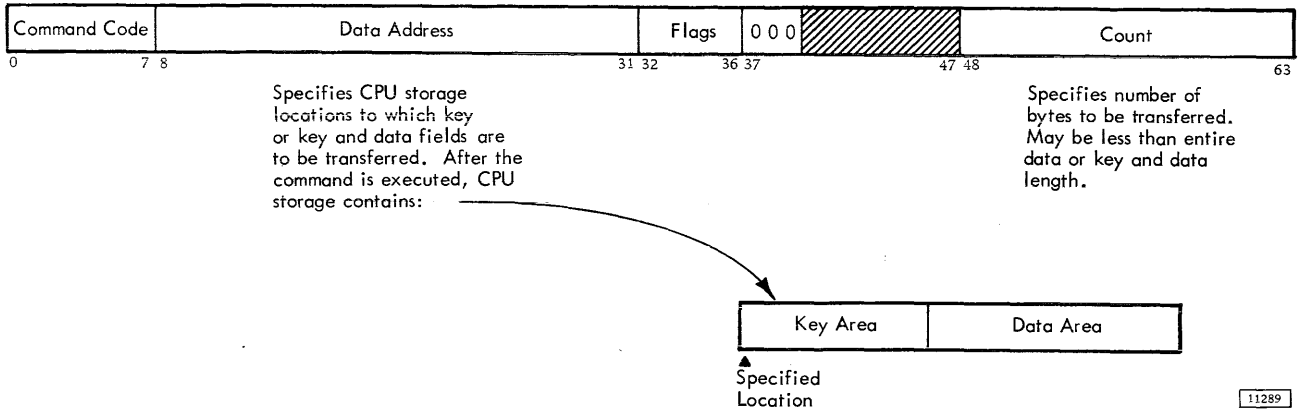 Command Code Data Address Flags 0 0 0 Count
0 7 8 31 32 36 37 47 48 63
Specifies CPU storage
locations to which key
or key and data fields are
to be transferred. After the
command is executed, CPU
storage contains:
Specifies number of
bytes to be transferred.
May be less than entire
data or key and data
length.
Key Area Data Area
Specified
Location
11289